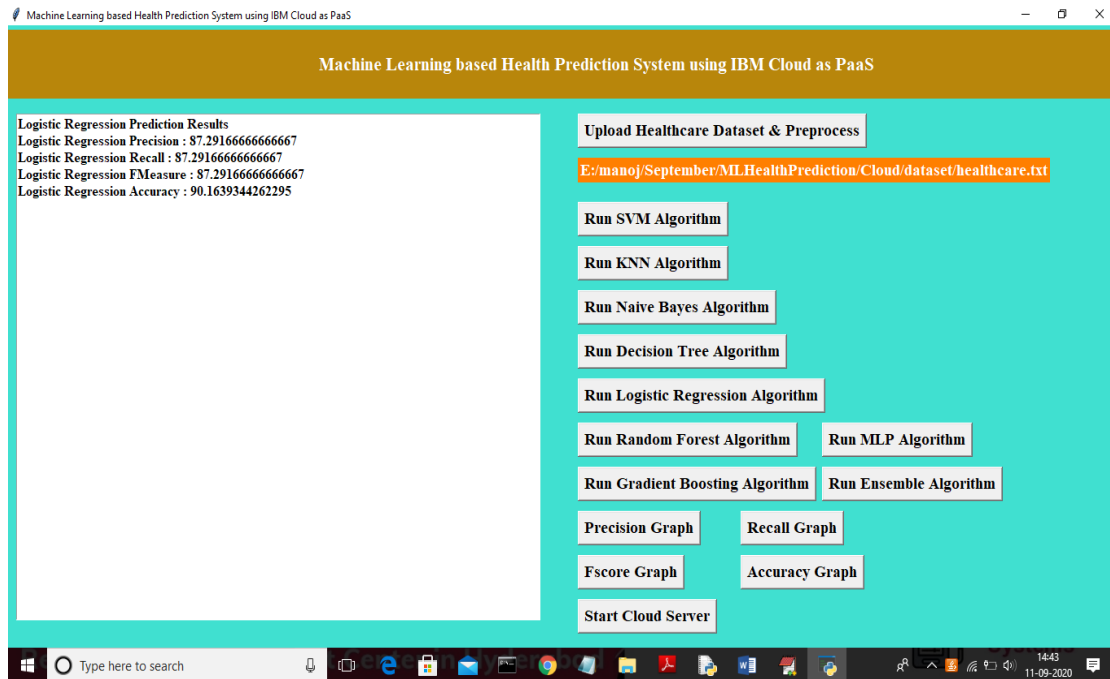 Machine Learning based Health Prediction System using IBM Cloud as PaaS
Machine Learning based Health Prediction System using IBM Cloud as PaaS
Logistic Regression Prediction Results
Logistic Regression Precision : 87.29166666666667
Logistic Regression Recall : 87.29166666666667
Logistic Regression FMeasure : 87.29166666666667
Logistic Regression Accuracy : 90.1639344262295
Upload Healthcare Dataset & Preprocess
E:/manoj/September/MLHealthPrediction/Cloud/dataset/healthcare.txt
Run SVM Algorithm
Run KNN Algorithm
Run Naive Bayes Algorithm
Run Decision Tree Algorithm
Run Logistic Regression Algorithm
Run Random Forest Algorithm Run MLP Algorithm
Run Gradient Boosting Algorithm Run Ensemble Algorithm
Precision Graph Recall Graph
Fscore Graph Accuracy Graph
Start Cloud Server
Type here to search
14:43
11-09-2020